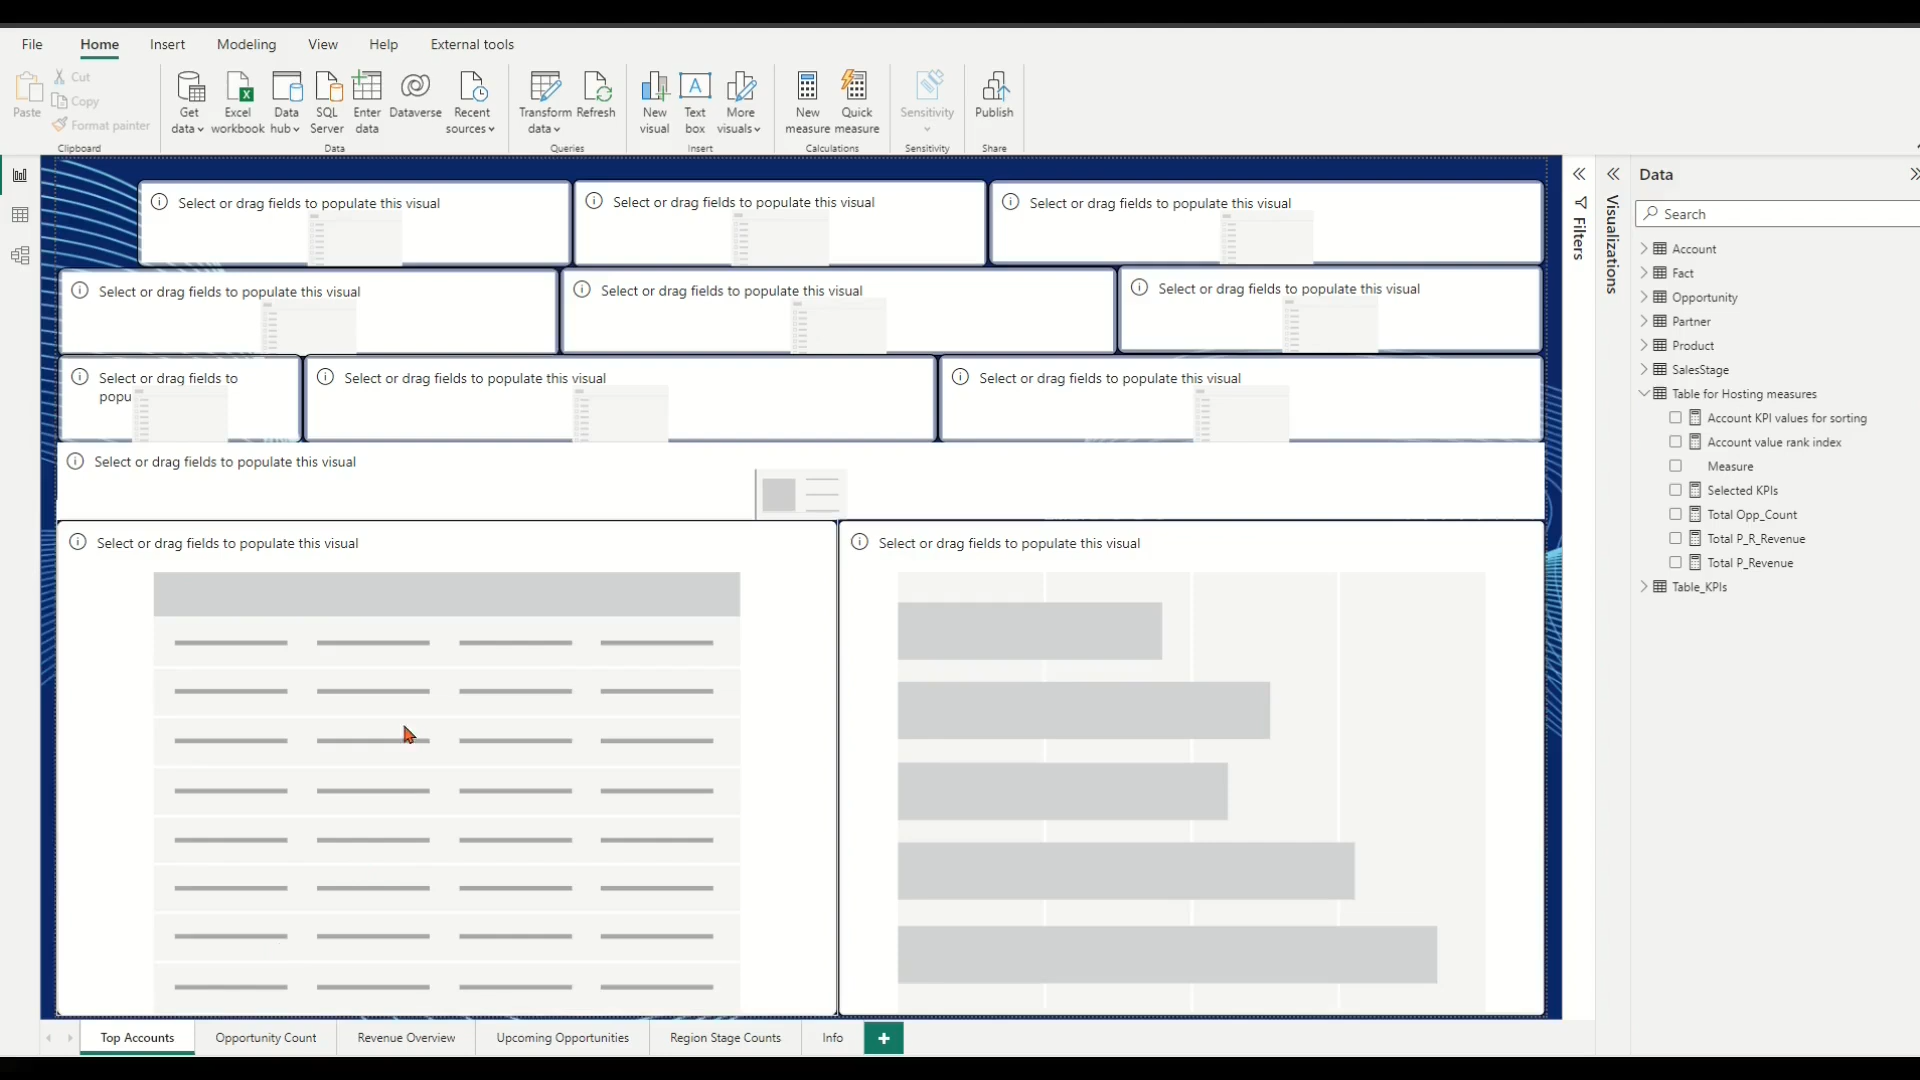 File Home Insert Modeling View Help External tools
Paste
Cut
Copy
Format painter
Clipboard
Get data
Excel workbook
Data hub
SQL Server
Enter data
Dataverse
Recent sources
Data
Transform data
Refresh
Queries
New visual
Text box
More visuals
Insert
New measure
Quick measure
Calculations
Sensitivity
Sensitivity
Publish
Share
Select or drag fields to populate this visual
Select or drag fields to populate this visual
Select or drag fields to populate this visual
Select or drag fields to populate this visual
Select or drag fields to populate this visual
Select or drag fields to populate this visual
Select or drag fields to
popu
Select or drag fields to populate this visual
Select or drag fields to populate this visual
Select or drag fields to populate this visual
Select or drag fields to populate this visual
Select or drag fields to populate this visual
Filters
Visualizations
Data
Search
Account
Fact
Opportunity
Partner
Product
SalesStage
Table for Hosting measures
Account KPI values for sorting
Account value rank index
Measure
Selected KPIs
Total Opp_Count
Total P_R_Revenue
Total P_Revenue
Table_KPIs
Top Accounts Opportunity Count Revenue Overview Upcoming Opportunities Region Stage Counts Info